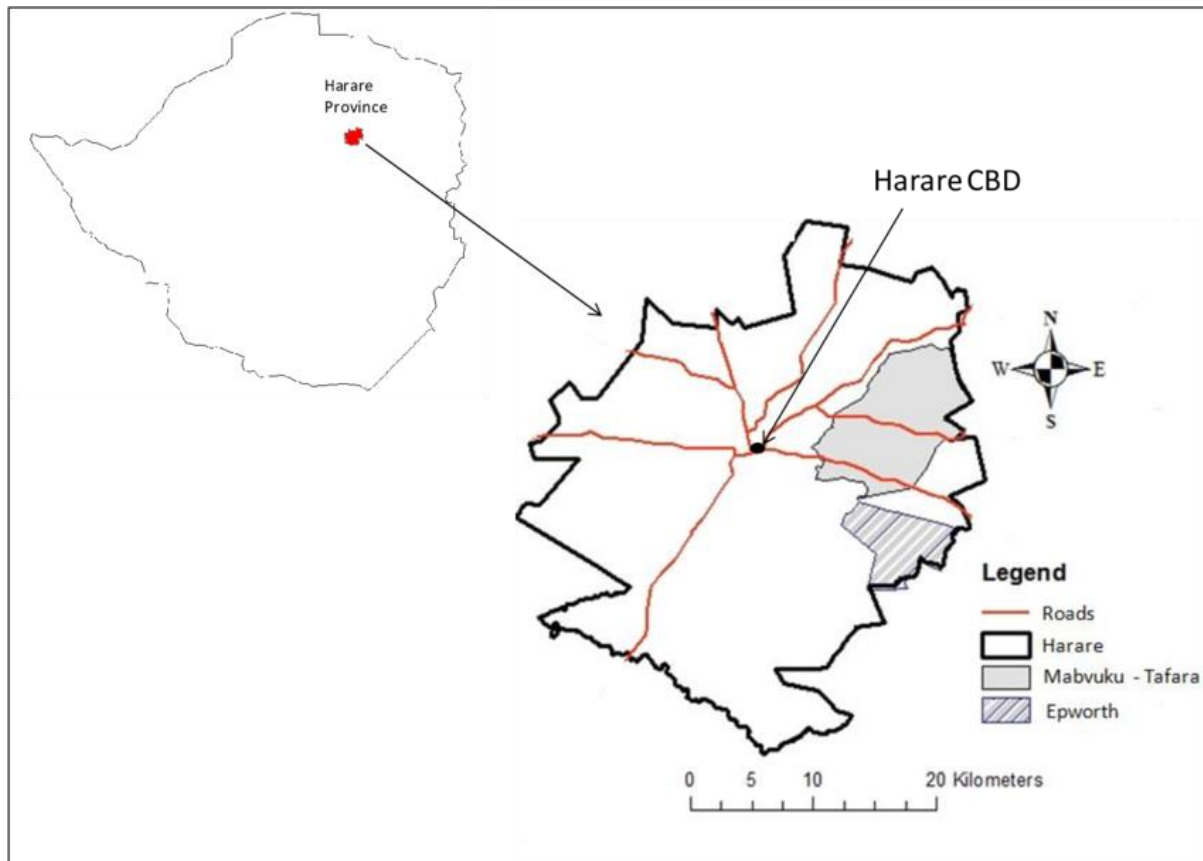 Harare
Province
Harare CBD
N
W E
S
Legend
Roads
Harare
Mabvuku - Tafara
Epworth
0 5 10 20 Kilometers